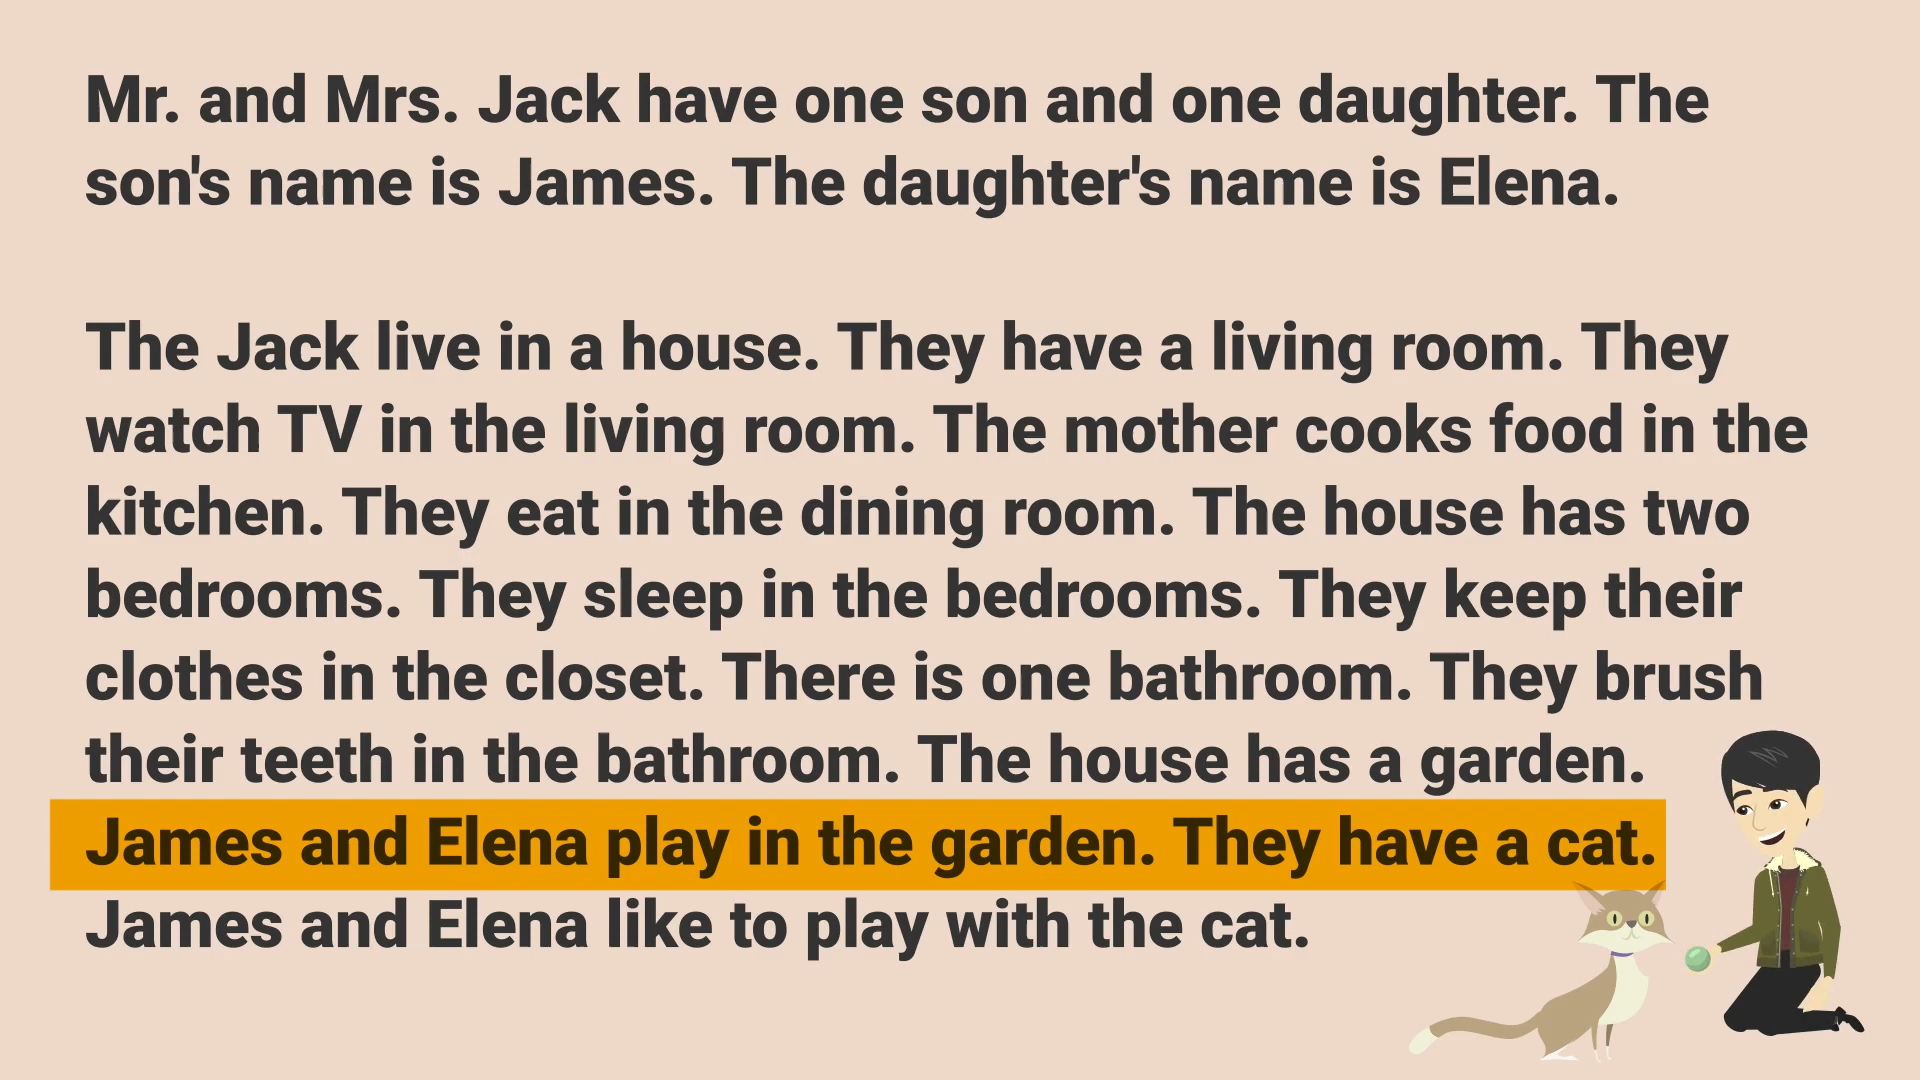 Mr. and Mrs. Jack have one son and one daughter. The
son's name is James. The daughter's name is Elena.
The Jack live in a house. They have a living room. They
watch TV in the living room. The mother cooks food in the
kitchen. They eat in the dining room. The house has two
bedrooms. They sleep in the bedrooms. They keep their
clothes in the closet. There is one bathroom. They brush
their teeth in the bathroom. The house has a garden.
James and Elena play in the garden. They have a cat.
James and Elena like to play with the cat.